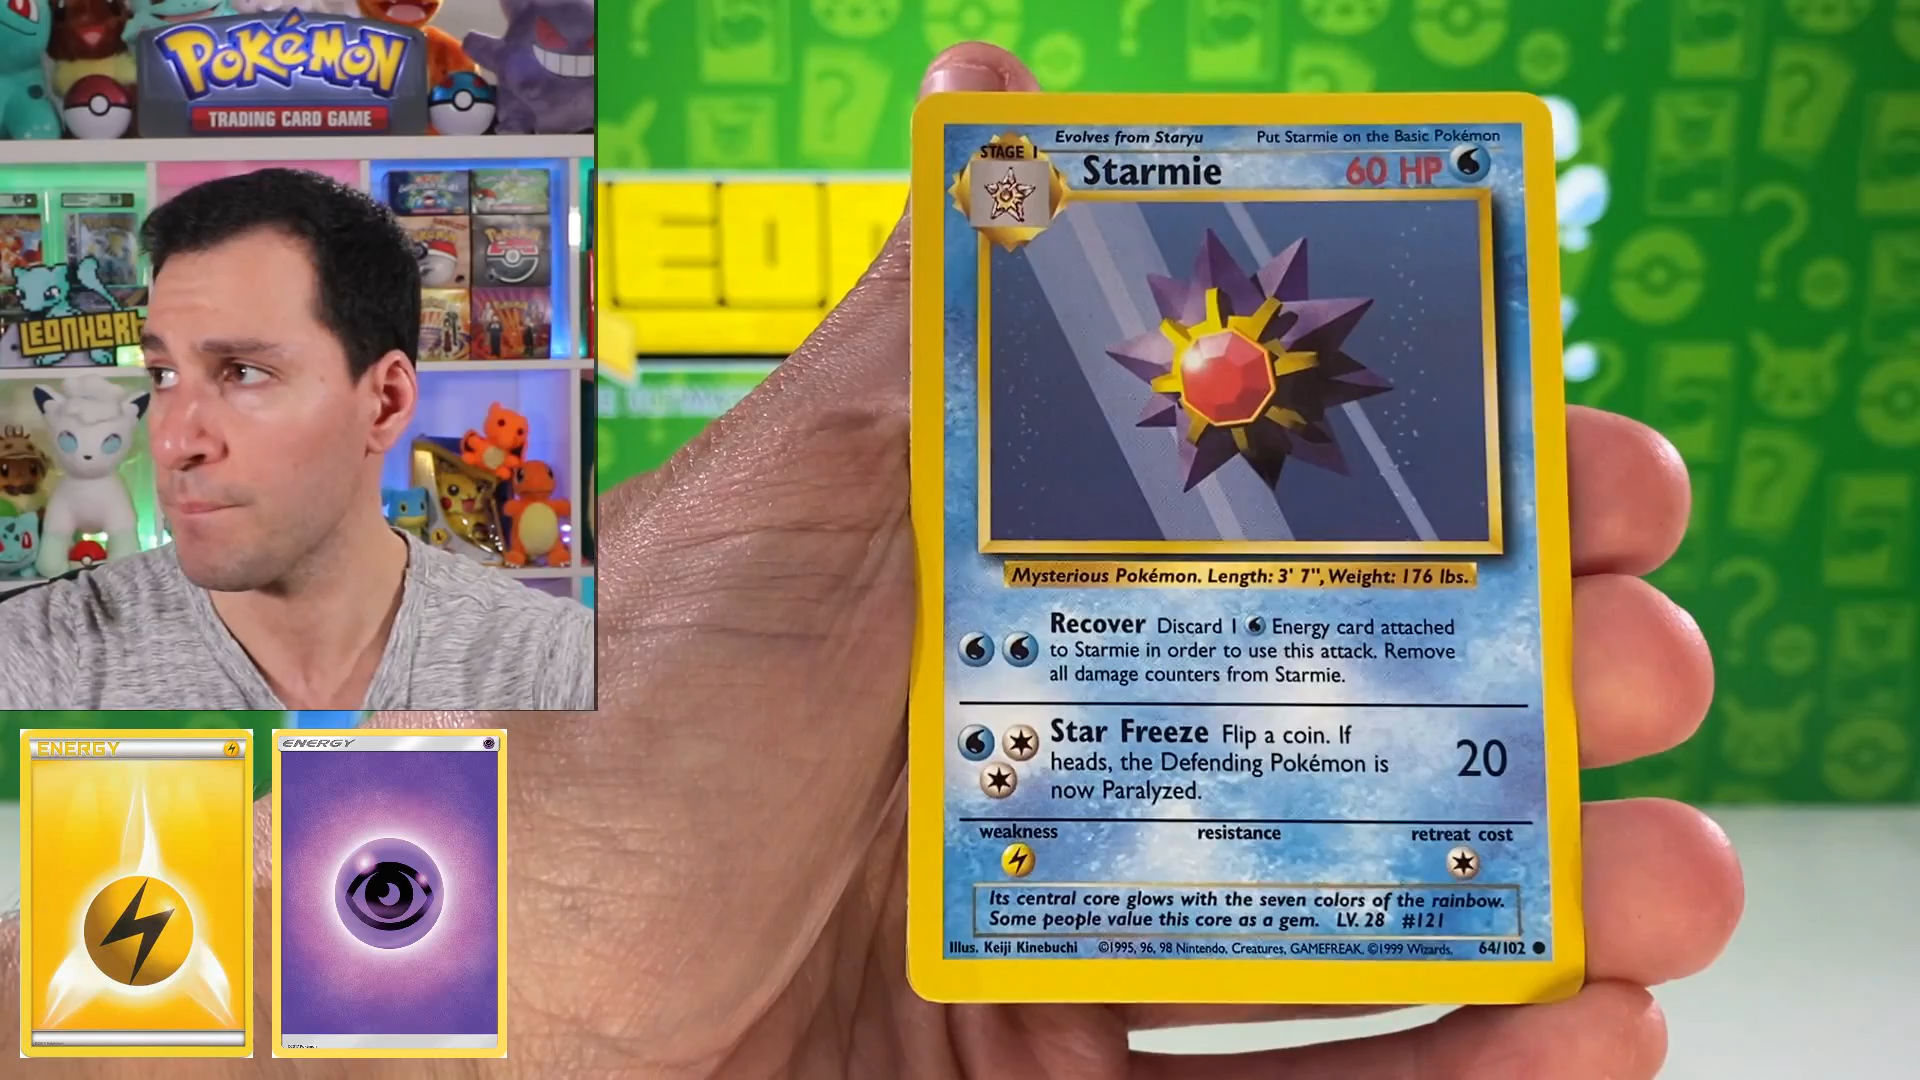 POKéMON
TRADING CARD GAME
LEONHART
ENERGY
ENERGY
EO
Evolves from Staryu
Put Starmie on the Basic Pokémon
STAGE 1
Starmie
60 HP
Mysterious Pokémon. Length: 3' 7", Weight: 176 lbs.
Recover Discard 1 Energy card attached
to Starmie in order to use this attack. Remove
all damage counters from Starmie.
Star Freeze Flip a coin. If
heads, the Defending Pokémon is
now Paralyzed.
20
weakness
resistance
retreat cost
Its central core glows with the seven colors of the rainbow.
Some people value this core as a gem. LV. 28 #121
Illus. Keiji Kinebuchi
©1995, 96, 98 Nintendo, Creatures, GAMEFREAK. ©1999 Wizards.
64/102